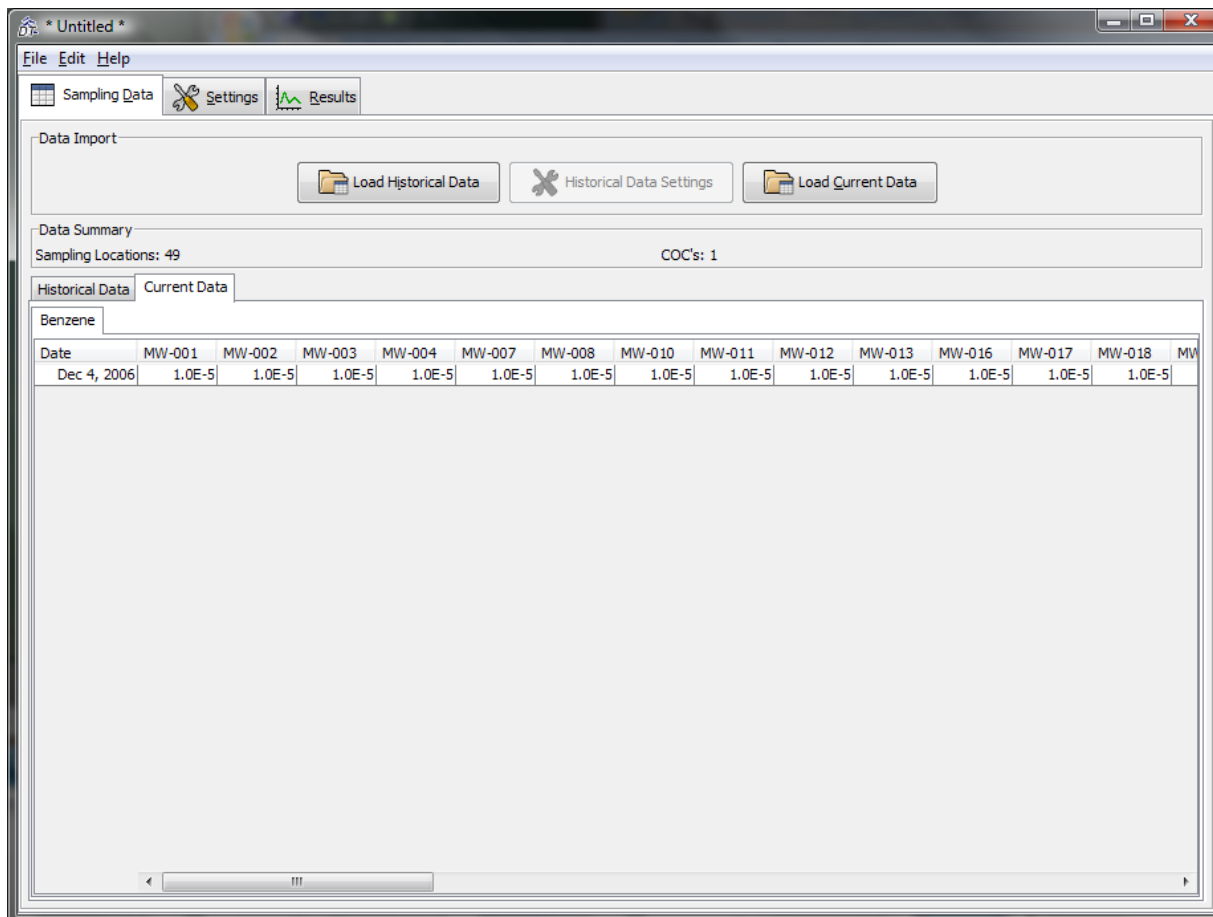 * Untitled *
File Edit Help
Sampling Data Settings Results
Data Import
Load Historical Data Historical Data Settings Load Current Data
Data Summary
Sampling Locations: 49 COC's: 1
Historical Data Current Data
Benzene
Date MW-001 MW-002 MW-003 MW-004 MW-007 MW-008 MW-010 MW-011 MW-012 MW-013 MW-016 MW-017 MW-018 MW
Dec 4, 2006 1.0E-5 1.0E-5 1.0E-5 1.0E-5 1.0E-5 1.0E-5 1.0E-5 1.0E-5 1.0E-5 1.0E-5 1.0E-5 1.0E-5 1.0E-5